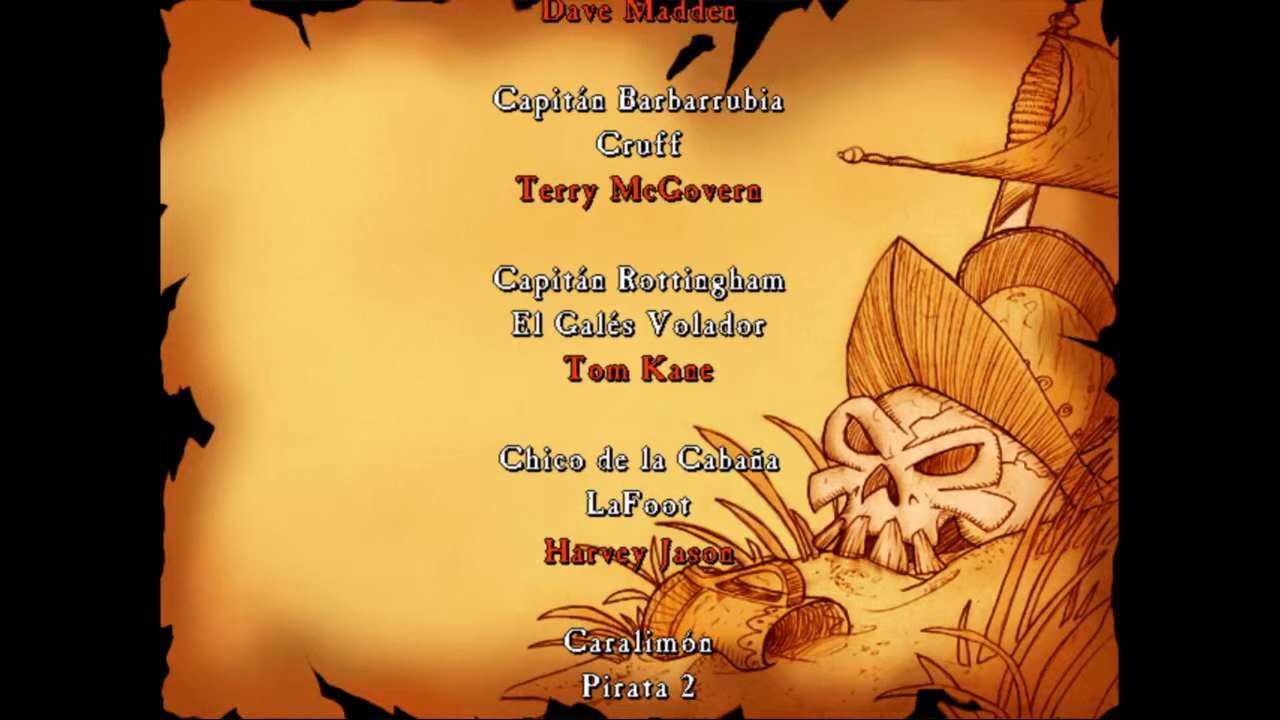 Dave Madden
Capitán Barbarrubia
Cruff
Terry McGovern
Capitán Rottingham
El Galés Volador
Tom Kane
Chico de la Cabaña
LaFoot
Harvey Jason
Caralimón
Pirata 2